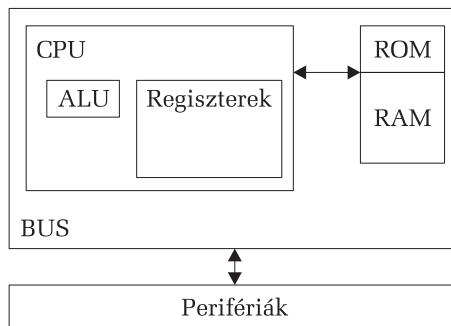 CPU
ROM
ALU
Regiszterek
RAM
BUS
Perifériák